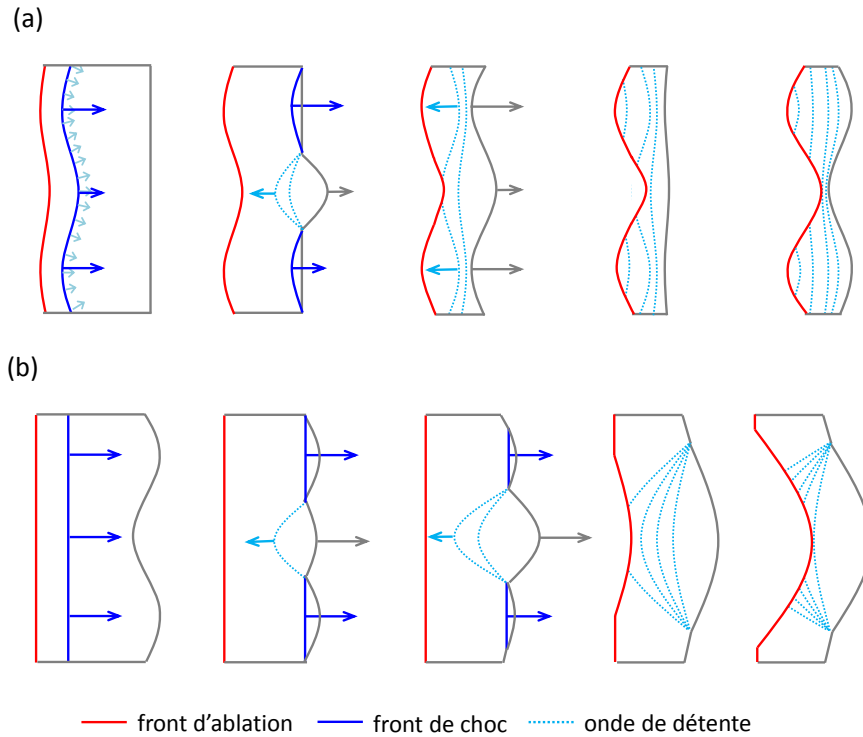 (a)
(b)
front d'ablation
front de choc
onde de détente